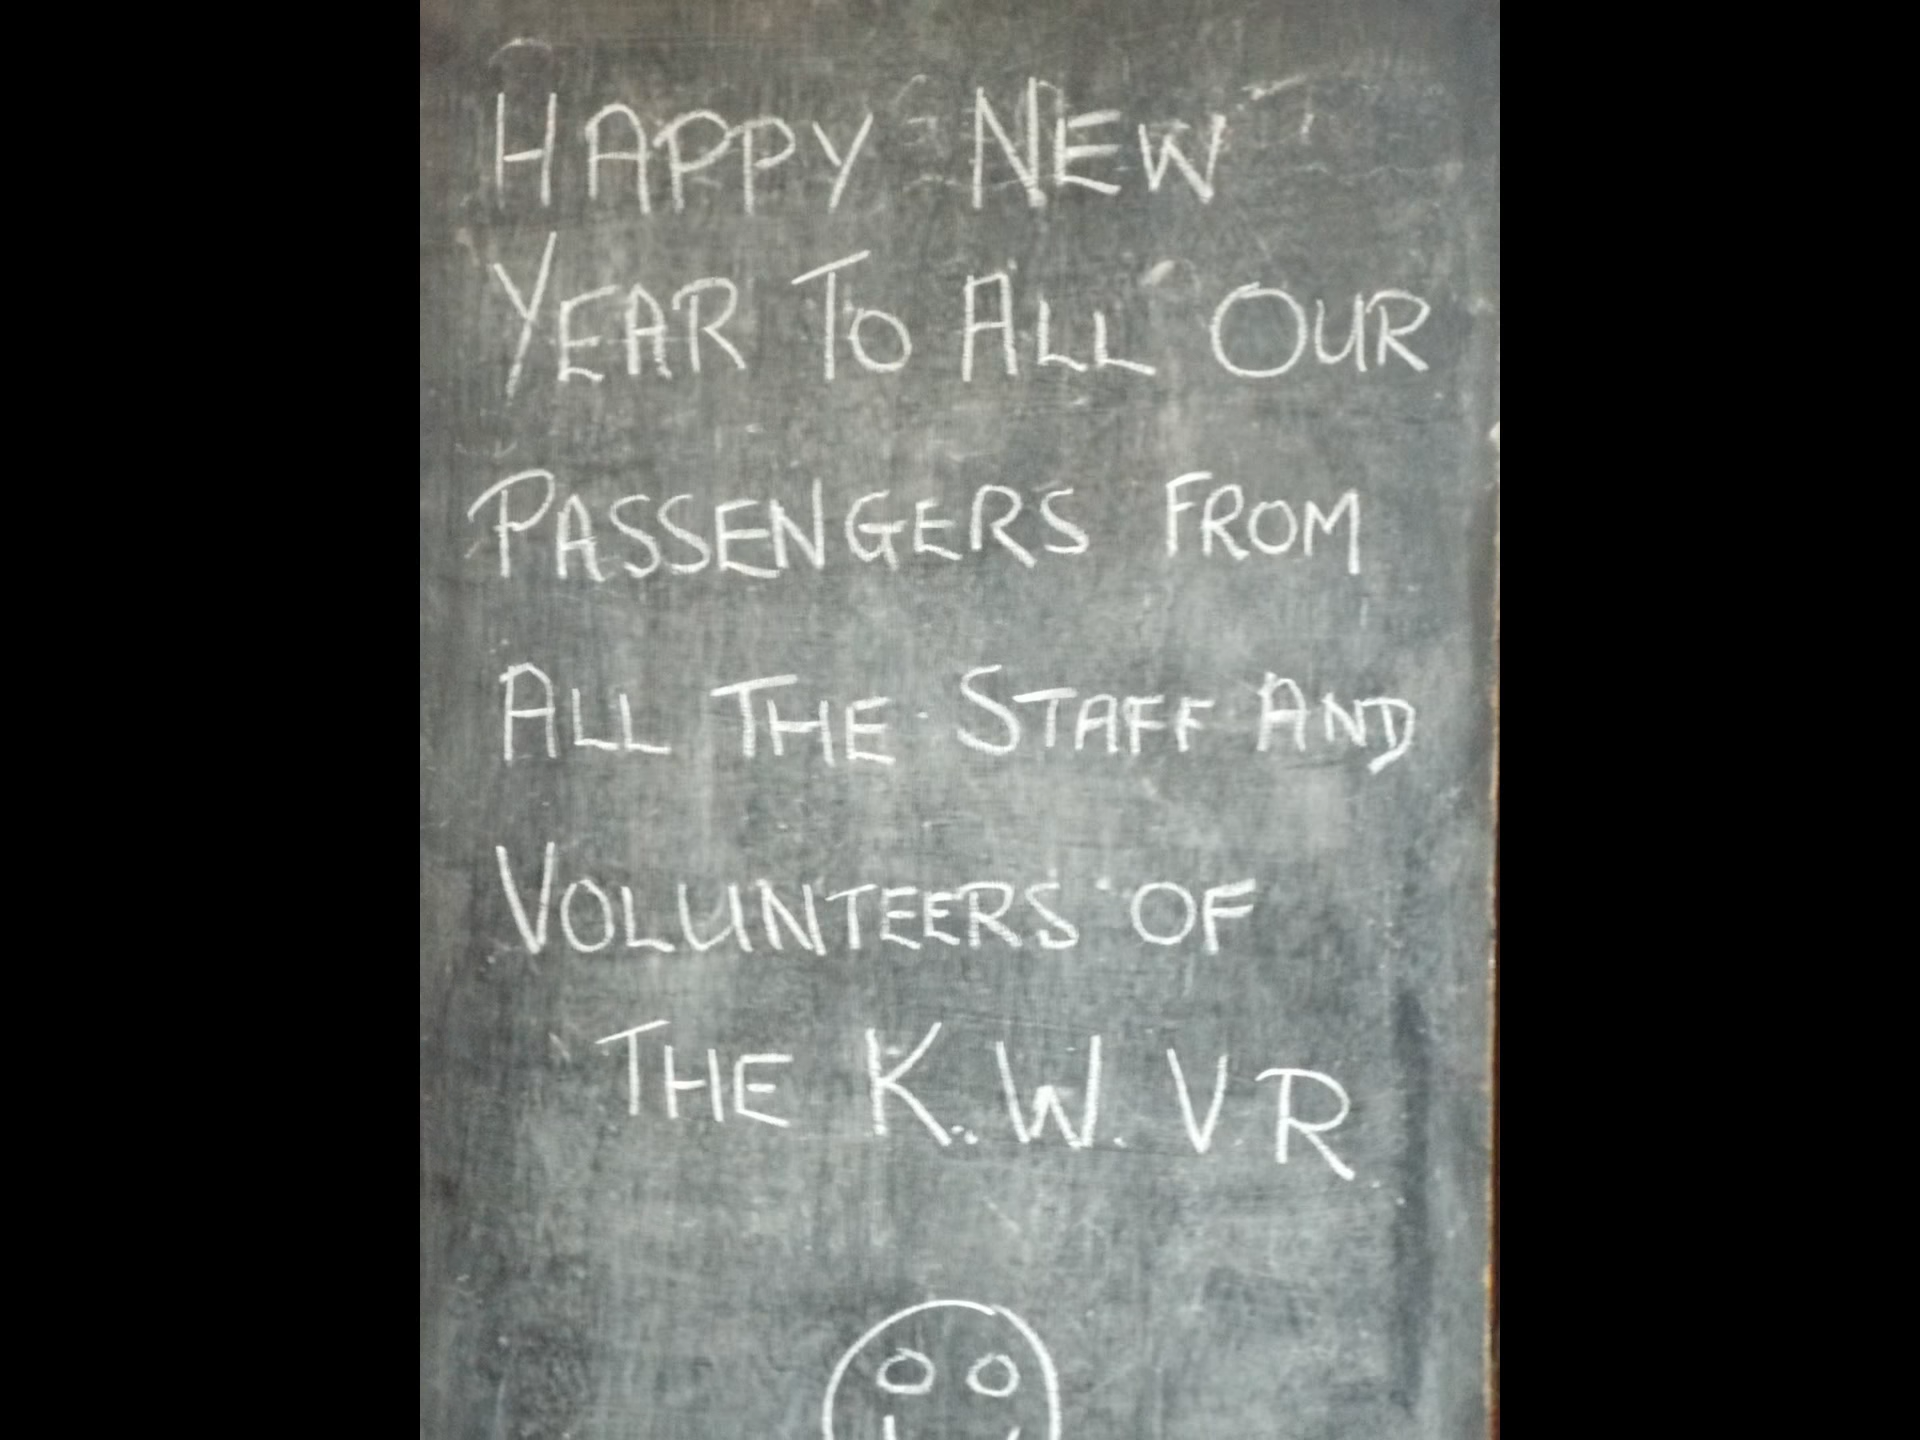 HAPPY NEW
YEAR TO ALL OUR
PASSENGERS FROM
ALL THE STAFF AND
VOLUNTEERS OF
THE K.W.VR